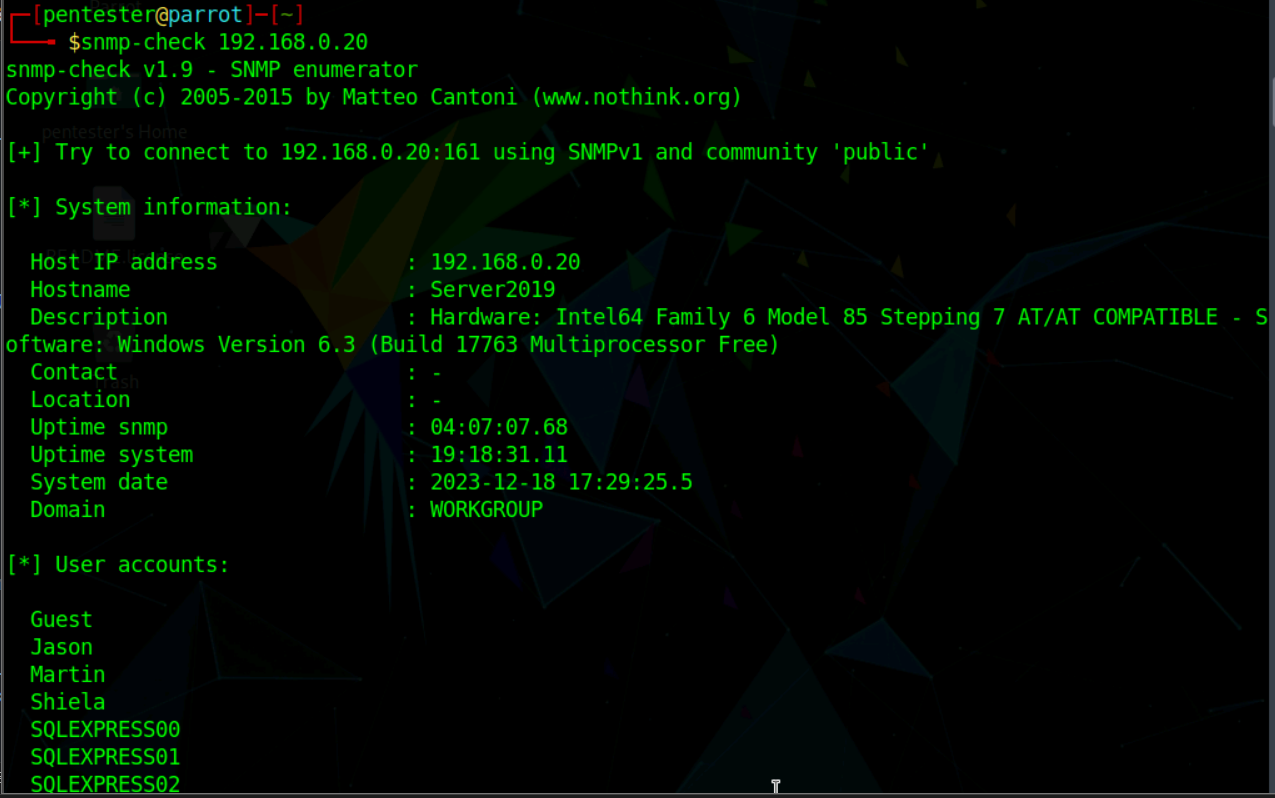 ┌─[pentester@parrot]─[~]
└──╼ $snmp-check 192.168.0.20
snmp-check v1.9 - SNMP enumerator
Copyright (c) 2005-2015 by Matteo Cantoni (www.nothink.org)
pentester's Home
[+] Try to connect to 192.168.0.20:161 using SNMPv1 and community 'public'
[*] System information:
Host IP address : 192.168.0.20
Hostname : Server2019
Description : Hardware: Intel64 Family 6 Model 85 Stepping 7 AT/AT COMPATIBLE - S
oftware: Windows Version 6.3 (Build 17763 Multiprocessor Free)
Contact : -
Location : -
Uptime snmp : 04:07:07.68
Uptime system : 19:18:31.11
System date : 2023-12-18 17:29:25.5
Domain : WORKGROUP
[*] User accounts:
Guest
Jason
Martin
Shiela
SQLEXPRESS00
SQLEXPRESS01
SQLEXPRESS02